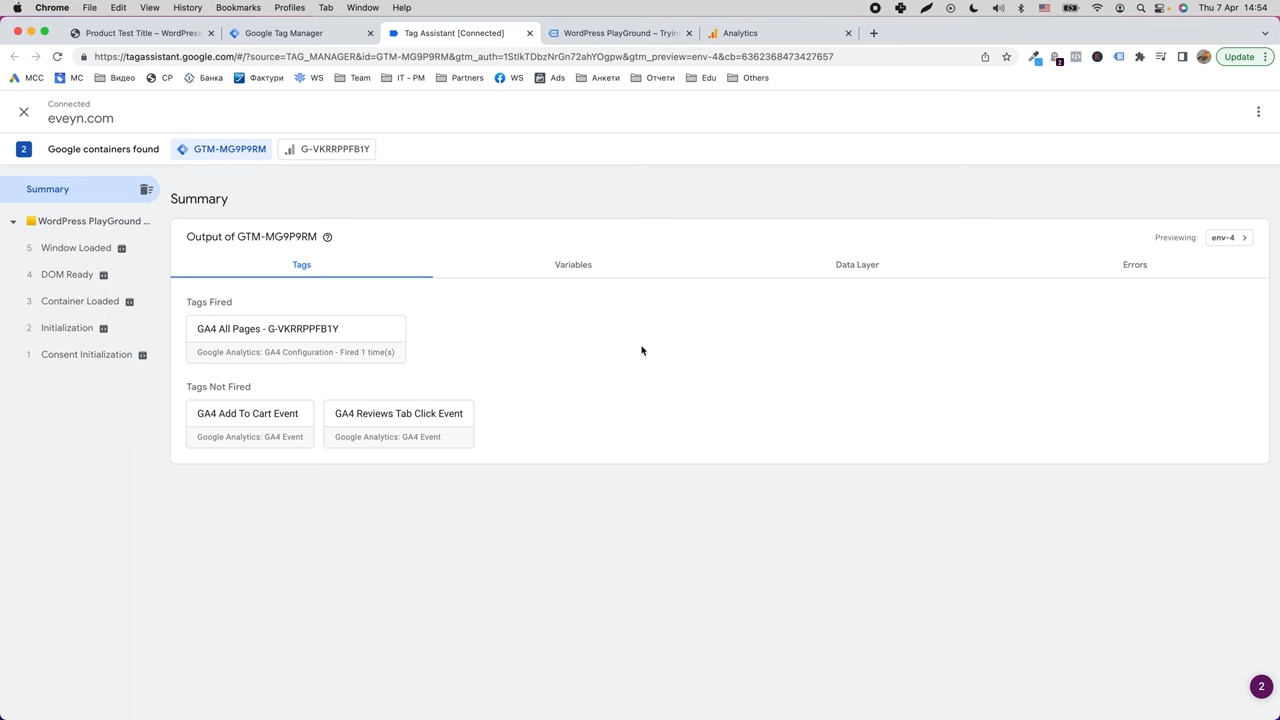 Chrome File Edit View History Bookmarks Profiles Tab Window Help Thu 7 Apr 14:54
Product Test Title – WordPress Google Tag Manager Tag Assistant [Connected] WordPress PlayGround – Tryin Analytics
https://tagassistant.google.com/#/?source=TAG_MANAGER&id=GTM-MG9P9RM&gtm_auth=1StlkTDbzNrGn72ahYOgpw&gtm_preview=env-4&cb=6362368473427657 2 Update
MCC MC Видео CP Банка Фактури WS Team IT - PM Partners WS Ads Анкети Отчети Edu Others
Connected
eveyn.com
2 Google containers found GTM-MG9P9RM G-VKRRPPFB1Y
Summary
WordPress PlayGround ...
5 Window Loaded
4 DOM Ready
3 Container Loaded
2 Initialization
1 Consent Initialization
Summary
Output of GTM-MG9P9RM Previewing: env-4
Tags Variables Data Layer Errors
Tags Fired
GA4 All Pages - G-VKRRPPFB1Y
Google Analytics: GA4 Configuration - Fired 1 time(s)
Tags Not Fired
GA4 Add To Cart Event GA4 Reviews Tab Click Event
Google Analytics: GA4 Event Google Analytics: GA4 Event
2